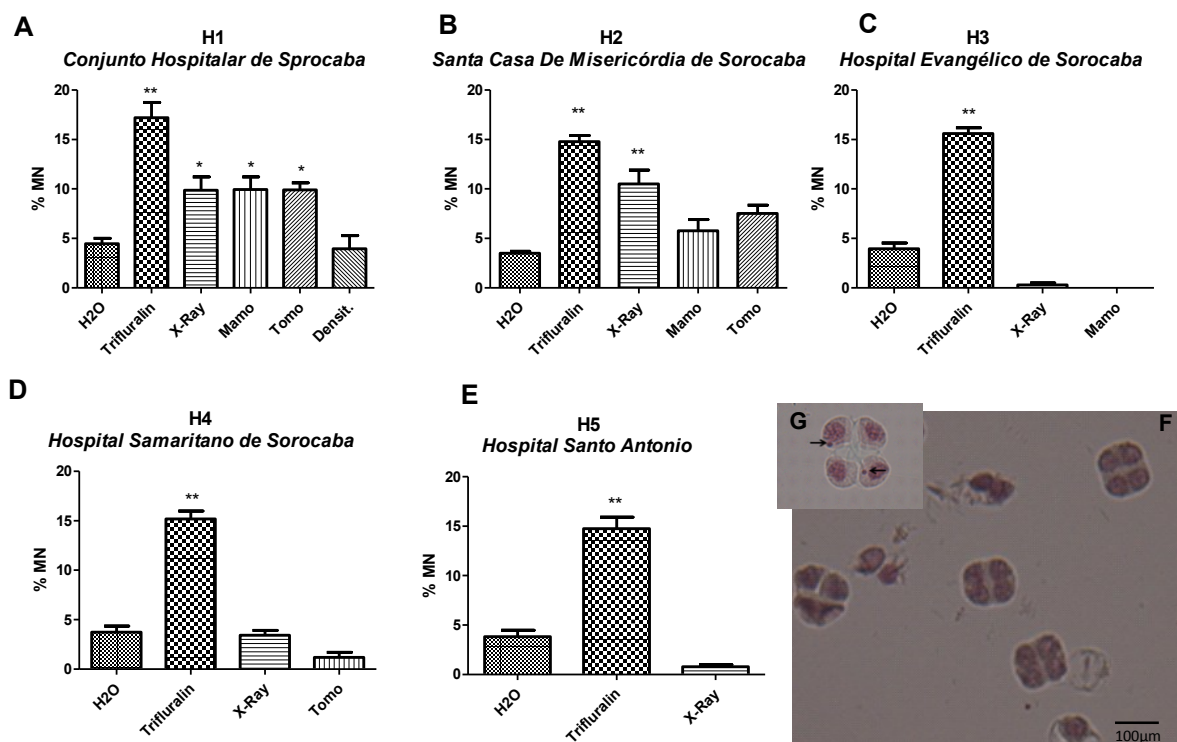 A
H1
Conjunto Hospitalar de Sprocaba
% MN
20
15
10
5
0
**
*
*
*
H2O
Trifluralin
X-Ray
Mamo
Tomo
Densit.
B
H2
Santa Casa De Misericórdia de Sorocaba
% MN
20
15
10
5
0
**
**
H2O
Trifluralin
X-Ray
Mamo
Tomo
C
H3
Hospital Evangélico de Sorocaba
% MN
20
15
10
5
0
**
H2O
Trifluralin
X-Ray
Mamo
D
H4
Hospital Samaritano de Sorocaba
% MN
20
15
10
5
0
**
H2O
Trifluralin
X-Ray
Tomo
E
H5
Hospital Santo Antonio
% MN
20
15
10
5
0
**
H2O
Trifluralin
X-Ray
G
F
100µm